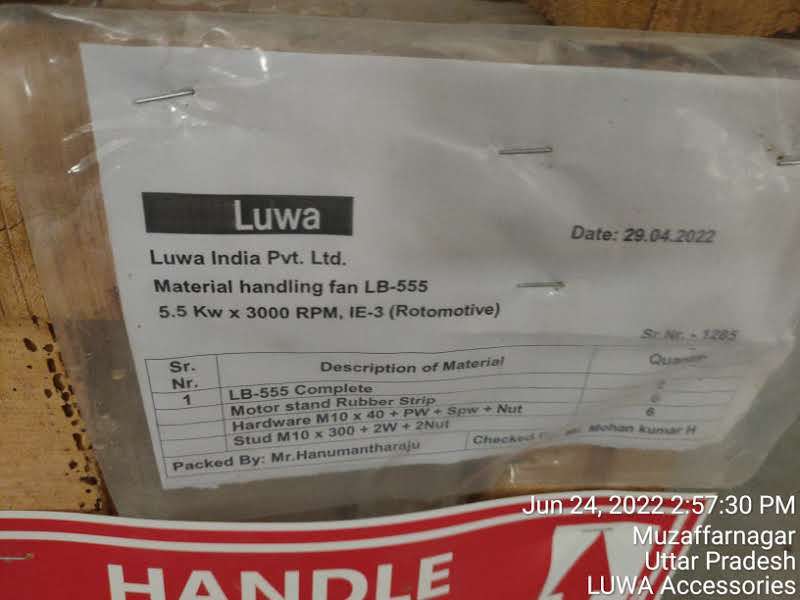 Luwa
Date: 29.04.2022
Luwa India Pvt. Ltd.
Material handling fan LB-555
5.5 Kw x 3000 RPM, IE-3 (Rotomotive)
Sr.Nr. - 1285
Sr. Nr. Description of Material
1 LB-555 Complete
Motor stand Rubber Strip 2
Hardware M10 x 40 + PW + Spw + Nut 6
Stud M10 x 300 + 2W + 2Nut 6
Packed By: Mr.Hanumantharaju Checked Mohan kumar H
HANDLE
Jun 24, 2022 2:57:30 PM
Muzaffarnagar
Uttar Pradesh
LUWA Accessories